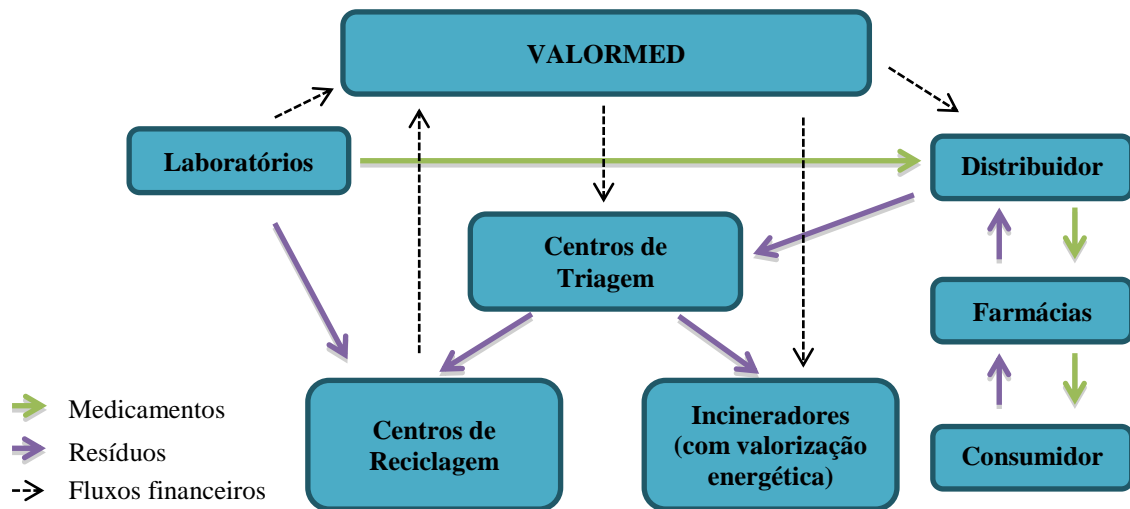 VALORMED
Laboratórios
Distribuidor
Centros de
Triagem
Farmácias
Centros de
Reciclagem
Incineradores
(com valorização
energética)
Consumidor
Medicamentos
Resíduos
Fluxos financeiros